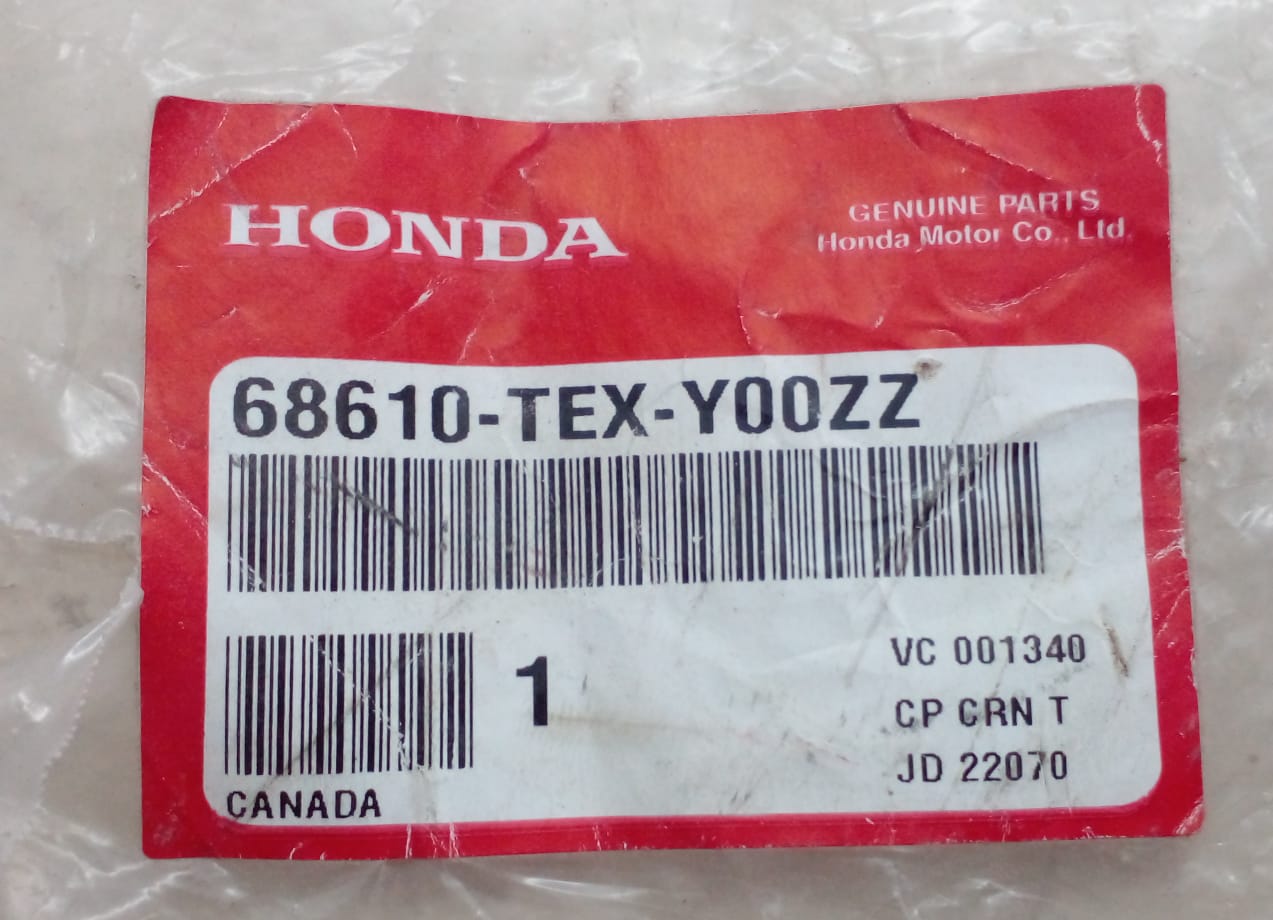 HONDA
GENUINE PARTS
Honda Motor Co., Ltd.
68610-TEX-Y00ZZ
1
VC 001340
CP CRN T
JD 22070
CANADA